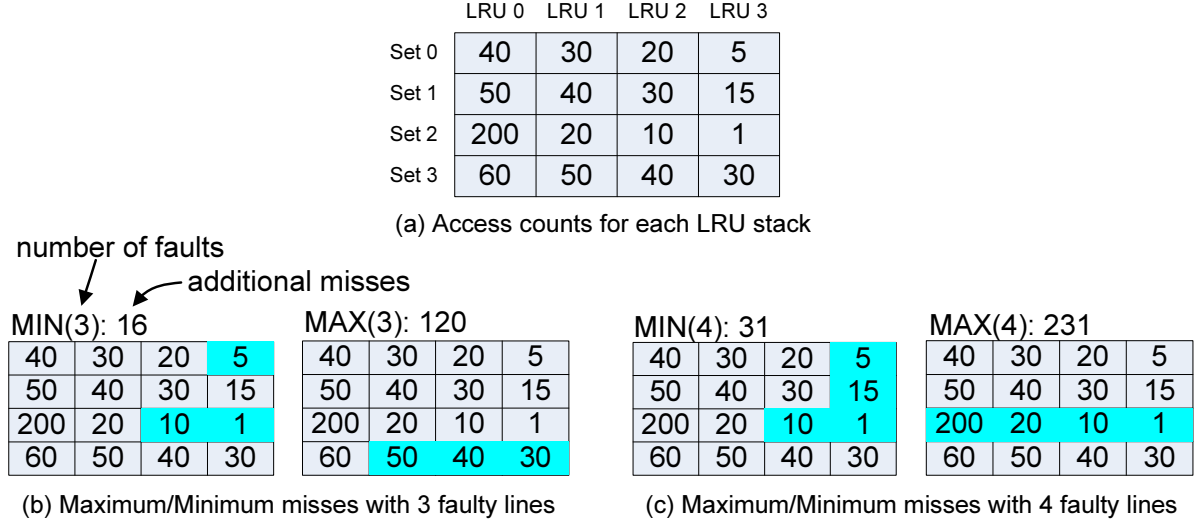 LRU 0 LRU 1 LRU 2 LRU 3
Set 0 40 30 20 5
Set 1 50 40 30 15
Set 2 200 20 10 1
Set 3 60 50 40 30
(a) Access counts for each LRU stack
number of faults
additional misses
MIN(3): 16
40 30 20 5
50 40 30 15
200 20 10 1
60 50 40 30
MAX(3): 120
40 30 20 5
50 40 30 15
200 20 10 1
60 50 40 30
(b) Maximum/Minimum misses with 3 faulty lines
MIN(4): 31
40 30 20 5
50 40 30 15
200 20 10 1
60 50 40 30
MAX(4): 231
40 30 20 5
50 40 30 15
200 20 10 1
60 50 40 30
(c) Maximum/Minimum misses with 4 faulty lines